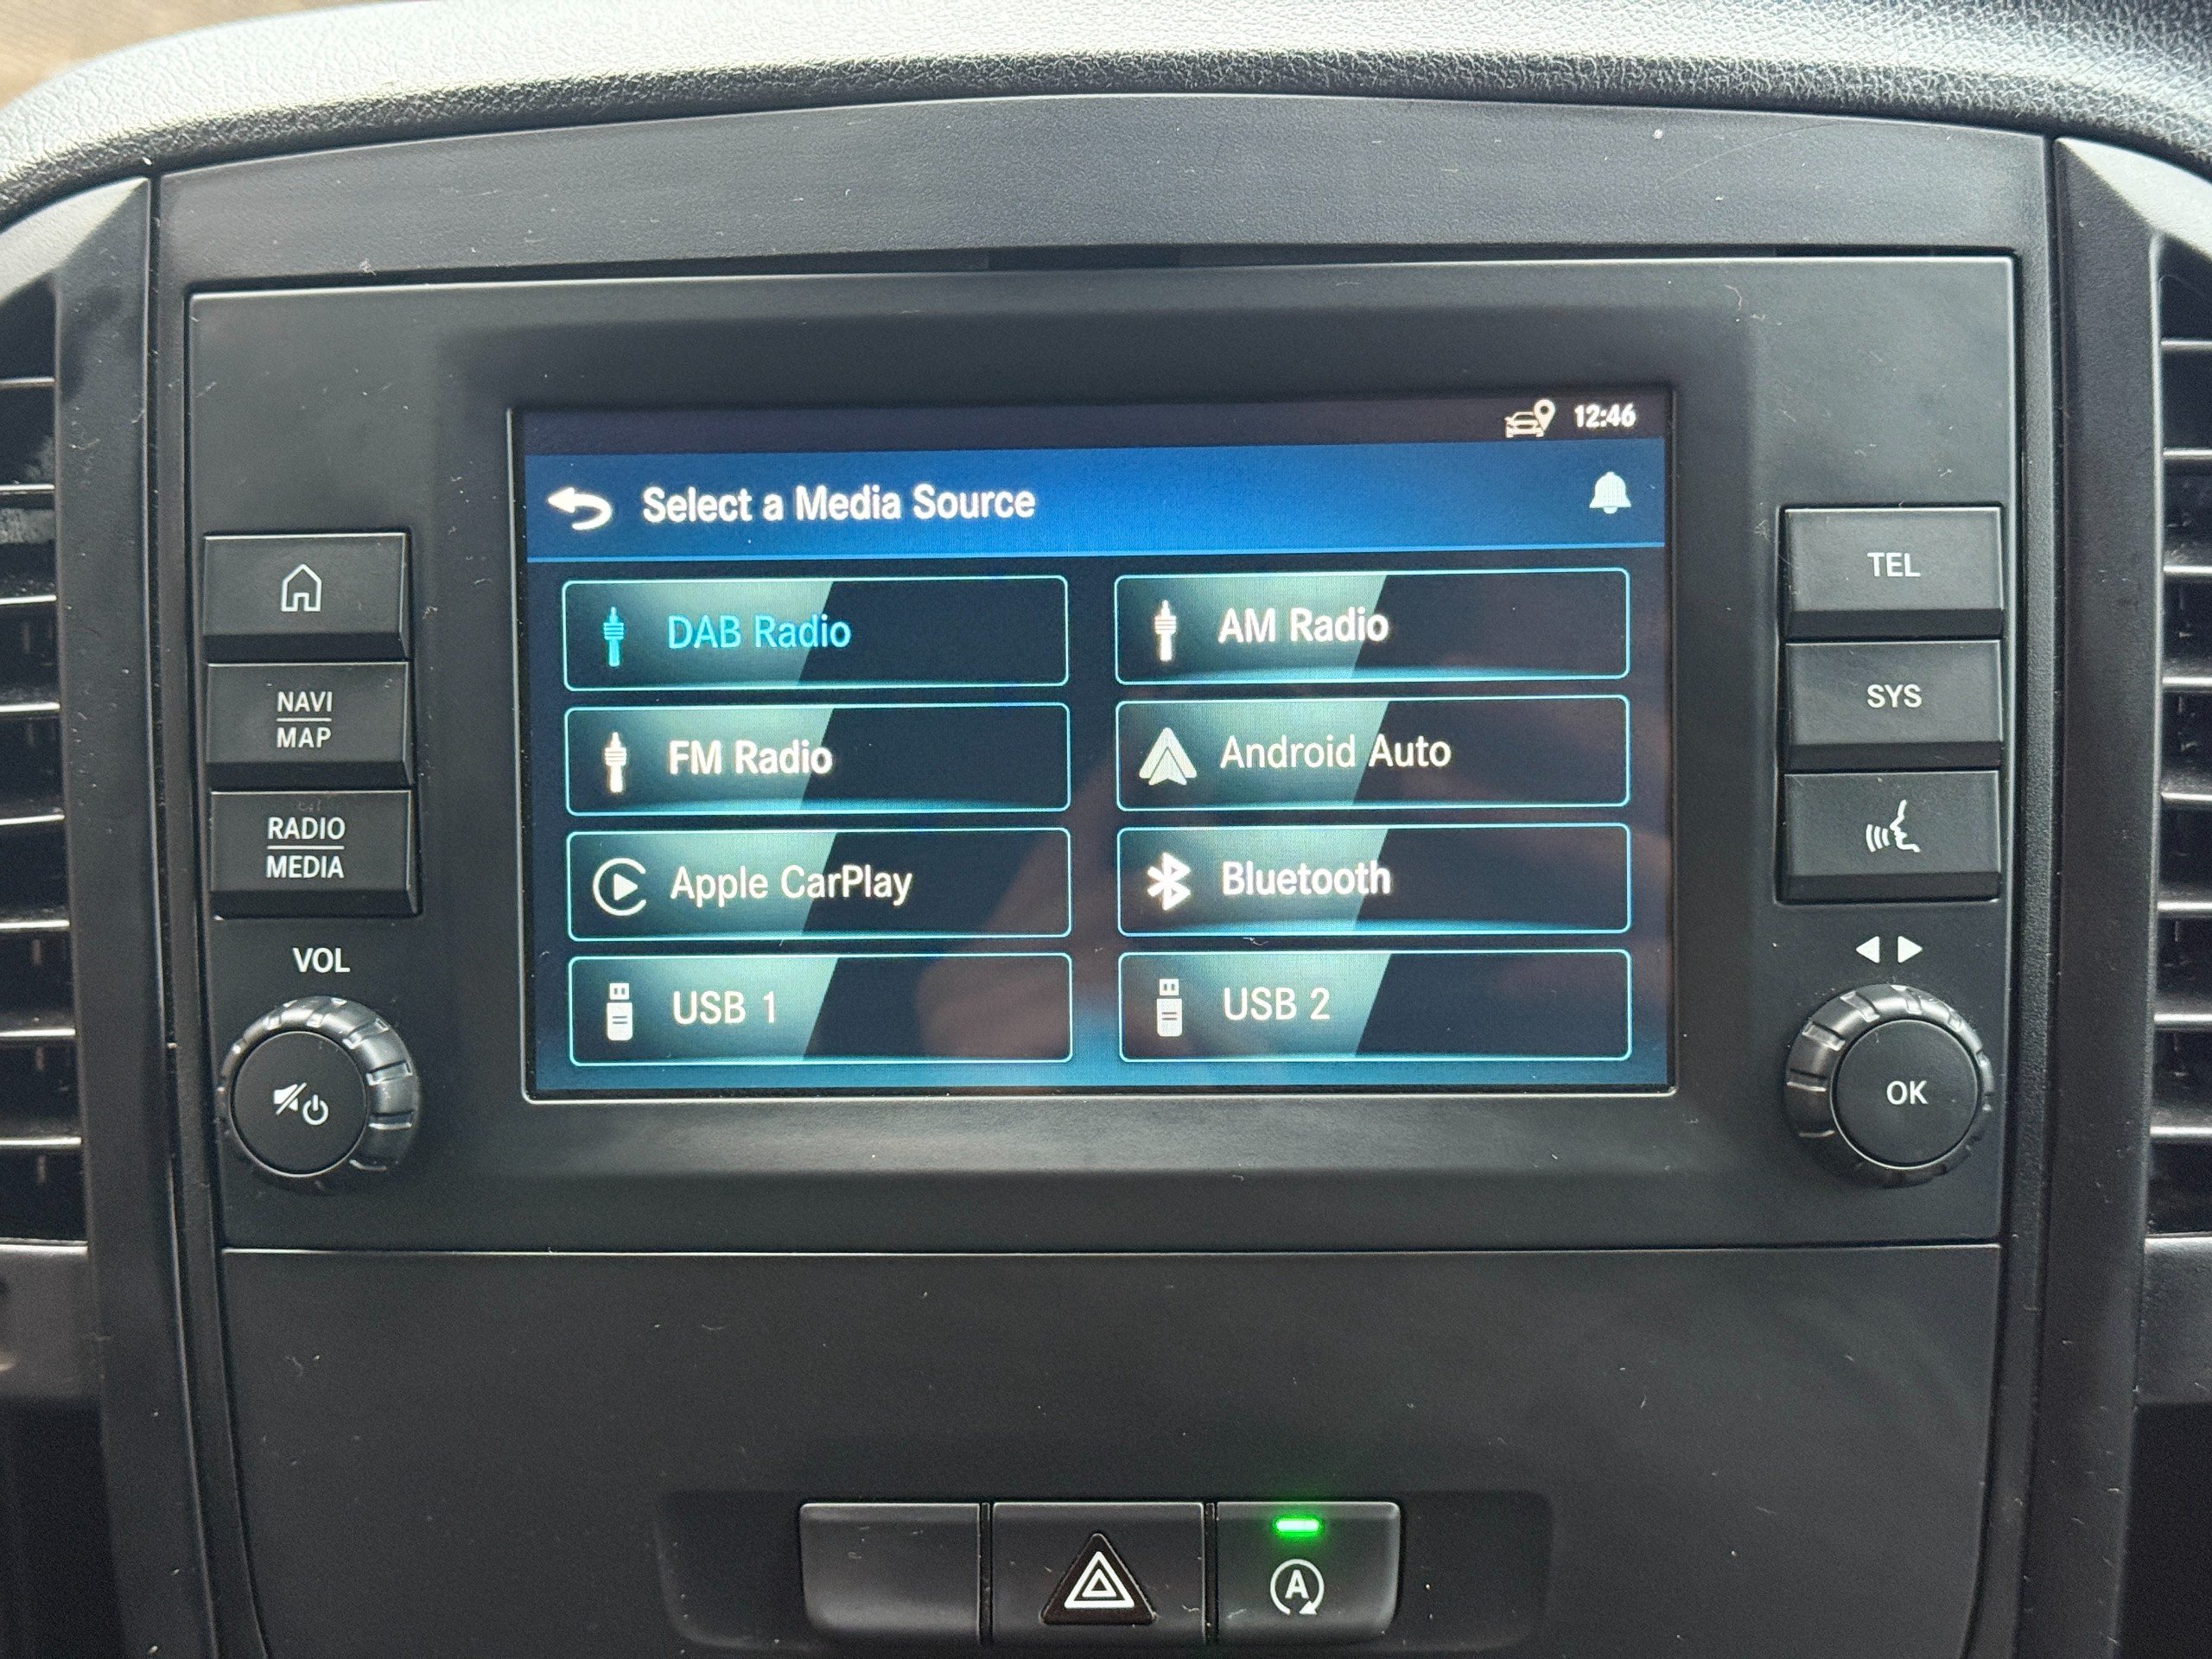 12:46
Select a Media Source
DAB Radio
AM Radio
FM Radio
Android Auto
Apple CarPlay
Bluetooth
USB 1
USB 2
NAVI
MAP
RADIO
MEDIA
VOL
TEL
SYS
OK
A